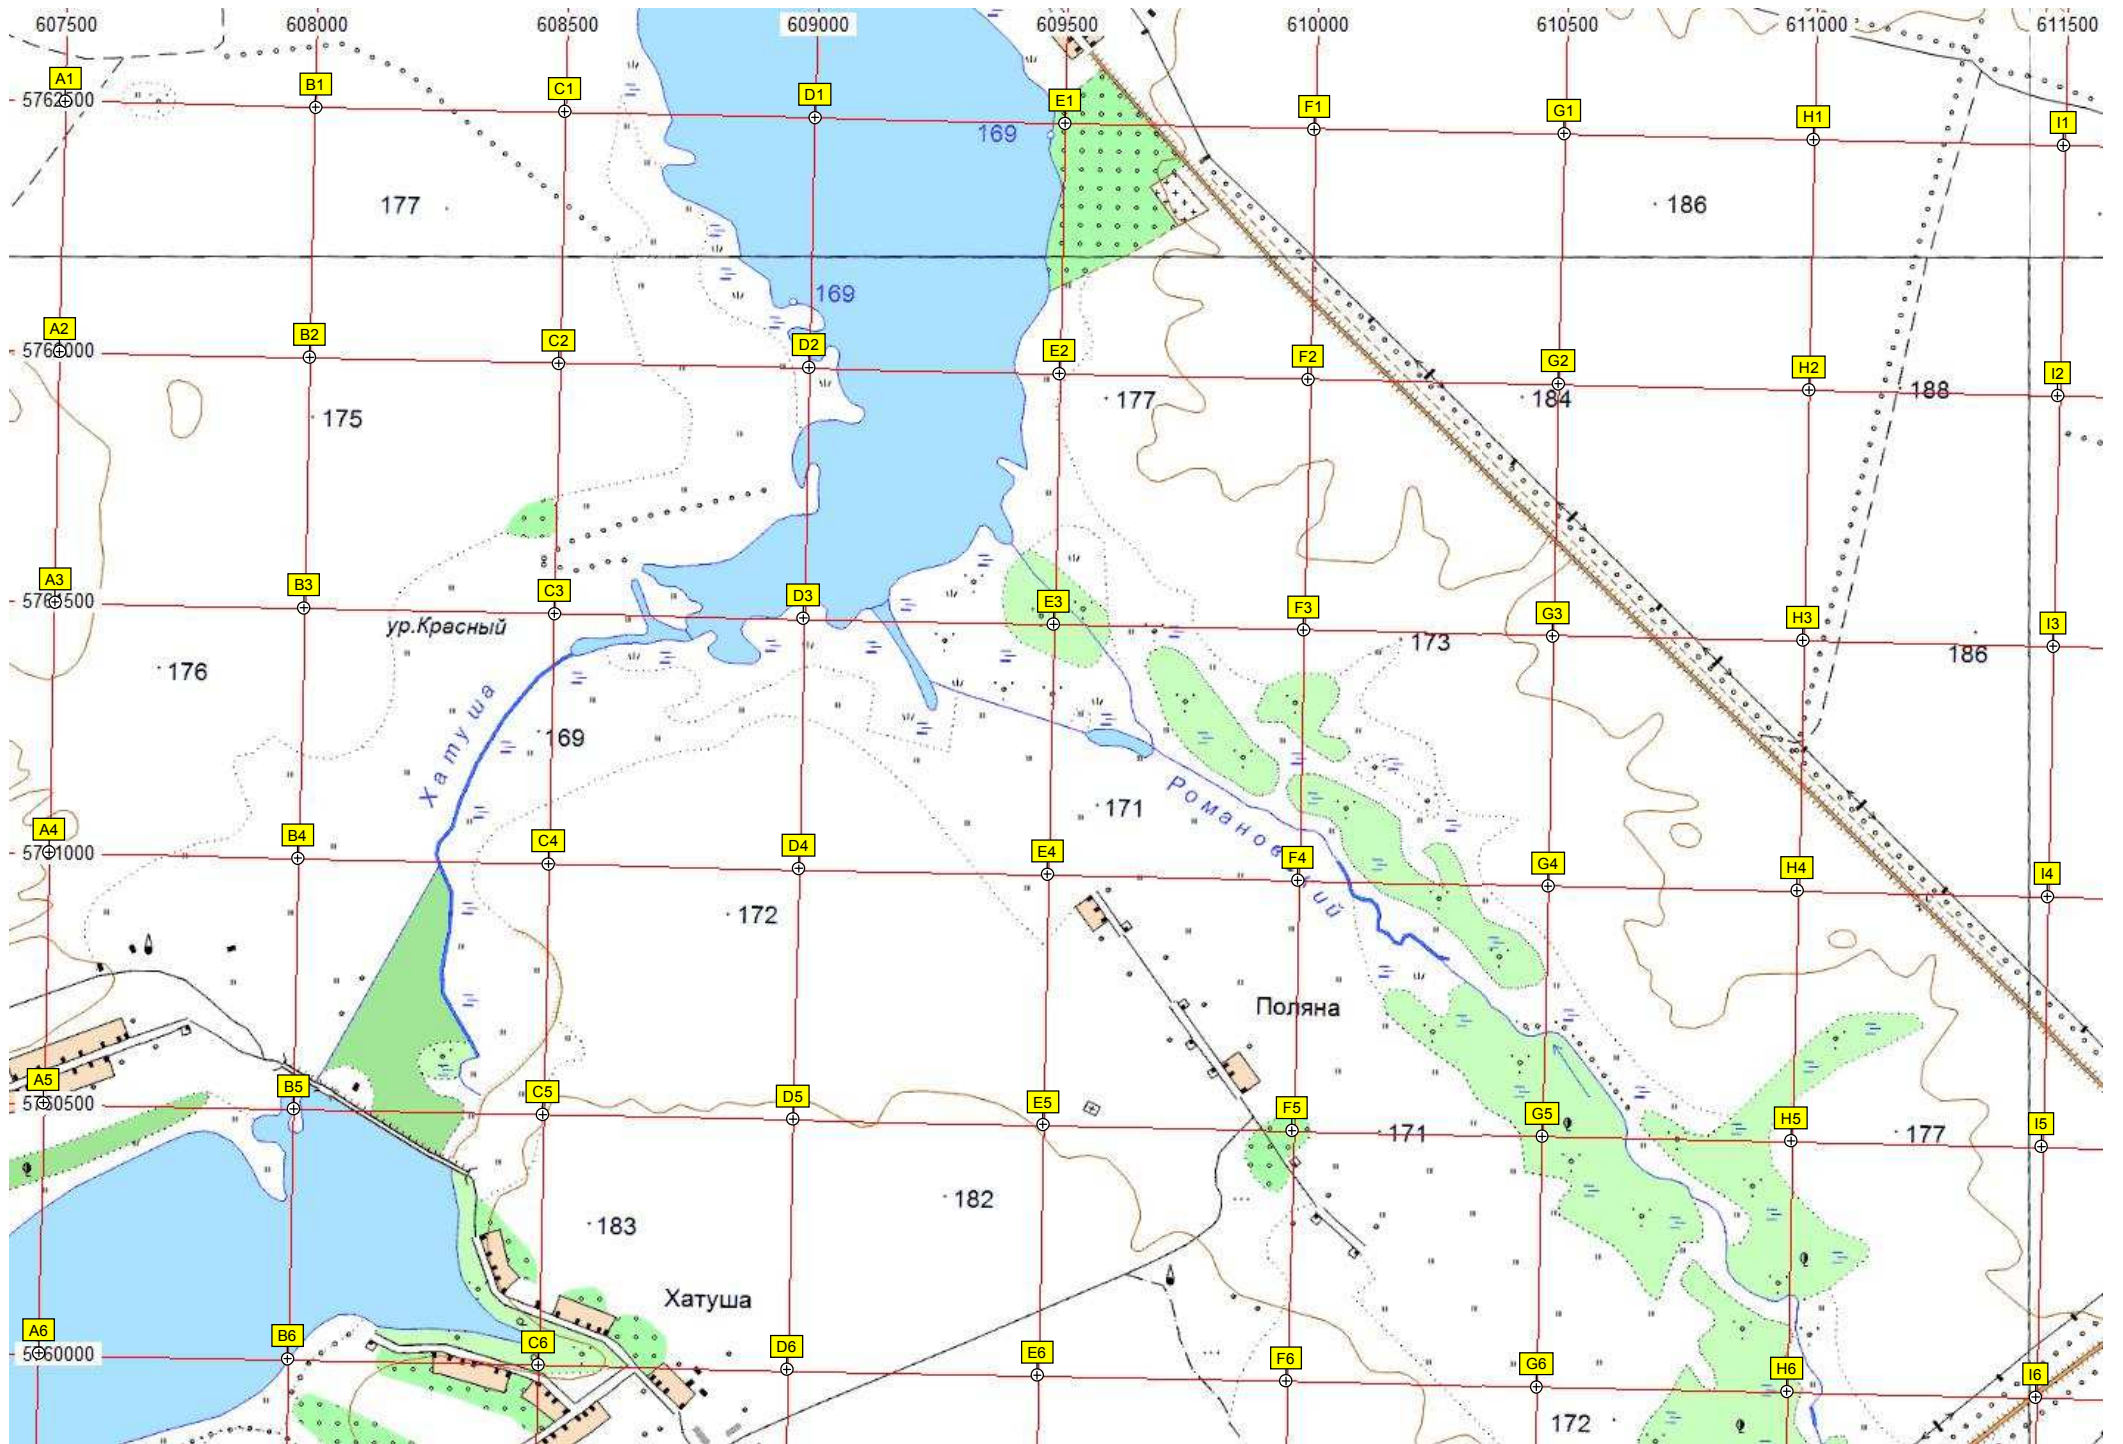 607500 608000 608500 609000 609500 610000 610500 611000 611500
A1 B1 C1 D1 E1 F1 G1 H1 I1
5762500
169
177
186
169
A2 B2 C2 D2 E2 F2 G2 H2 I2
175
177
184
188
A3 B3 C3 D3 E3 F3 G3 H3 I3
ур.Красный
176
173
186
Хатуша
169
171
Романовский
A4 B4 C4 D4 E4 F4 G4 H4 I4
172
Поляна
A5 B5 C5 D5 E5 F5 G5 H5 I5
171
177
182
183
Хатуша
A6 B6 C6 D6 E6 F6 G6 H6 I6
172